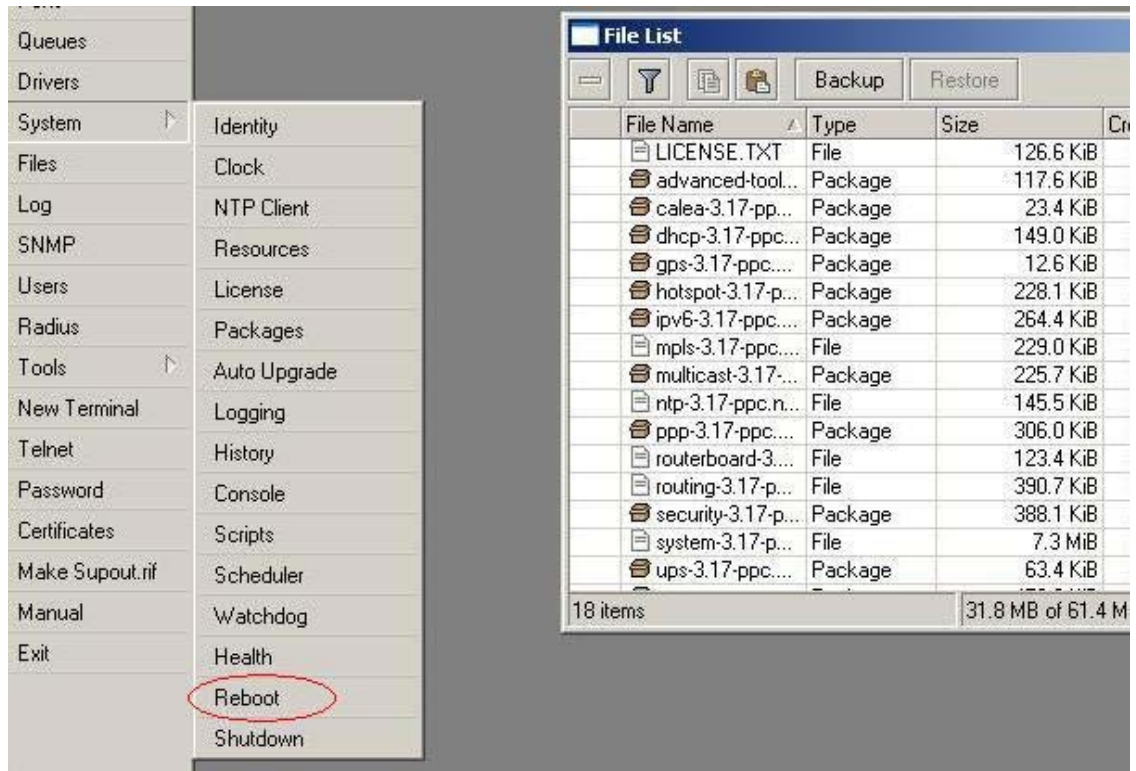 Queues
Drivers
System
Files
Log
SNMP
Users
Radius
Tools
New Terminal
Telnet
Password
Certificates
Make Supout.rif
Manual
Exit
Identity
Clock
NTP Client
Resources
License
Packages
Auto Upgrade
Logging
History
Console
Scripts
Scheduler
Watchdog
Health
Reboot
Shutdown
File List
Backup Restore
File Name Type Size Cre
LICENSE.TXT File 126.6 KiB
advanced-tool... Package 117.6 KiB
calea-3.17-pp... Package 23.4 KiB
dhcp-3.17-ppc... Package 149.0 KiB
gps-3.17-ppc.... Package 12.6 KiB
hotspot-3.17-p... Package 228.1 KiB
ipv6-3.17-ppc.... Package 264.4 KiB
mpls-3.17-ppc.... File 229.0 KiB
multicast-3.17-... Package 225.7 KiB
ntp-3.17-ppc.n... File 145.5 KiB
ppp-3.17-ppc.... Package 306.0 KiB
routerboard-3.... File 123.4 KiB
routing-3.17-p... File 390.7 KiB
security-3.17-p... Package 388.1 KiB
system-3.17-p... File 7.3 MiB
ups-3.17-ppc.... Package 63.4 KiB
18 items 31.8 MB of 61.4 M